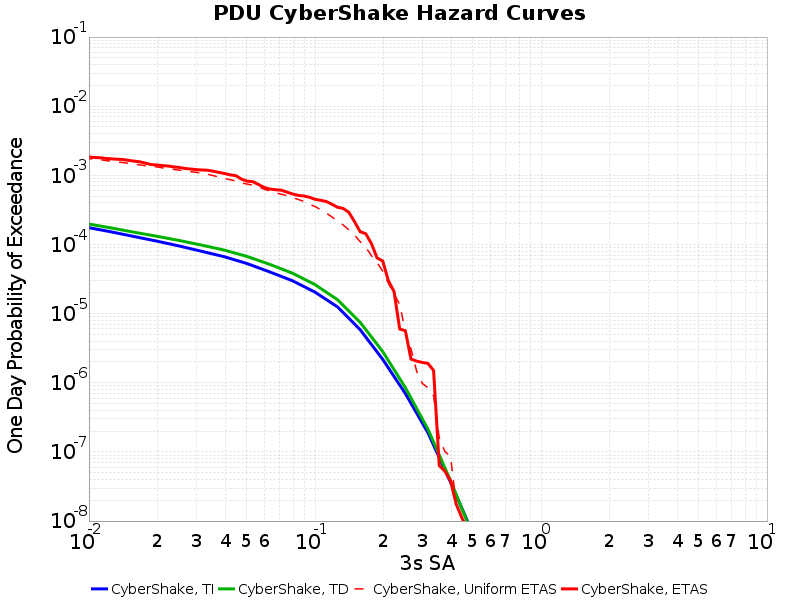 PDU CyberShake Hazard Curves
One Day Probability of Exceedance
10^-1
10^-2
10^-3
10^-4
10^-5
10^-6
10^-7
10^-8
10^-2 2 3 4 5 6 10^-1 2 3 4 5 6 7 10^0 2 3 4 5 6 7 10^1
3s SA
CyberShake, TI CyberShake, TD CyberShake, Uniform ETAS CyberShake, ETAS